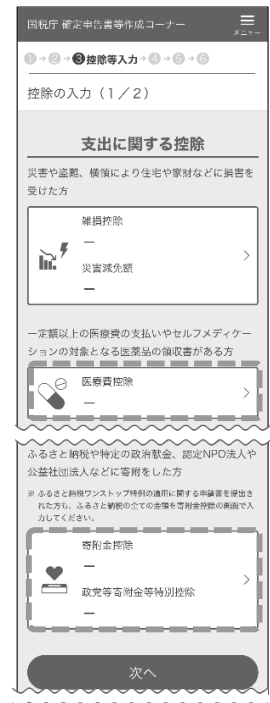 国税庁 確定申告書等作成コーナー
メニュー
1→2→3控除等入力→4→5→6
控除の入力(1/2)
支出に関する控除
災害や盗難、横領により住宅や家財などに損害を
受けた方
雑損控除
—
災害減免額
—
一定額以上の医療費の支払いやセルフメディケー
ションの対象となる医薬品の領収書がある方
医療費控除
—
ふるさと納税や特定の政治献金、認定NPO法人や
公益社団法人などに寄附をした方
※ ふるさと納税ワンストップ特例の適用に関する申請書を提出さ
れた方も、ふるさと納税の全ての金額を寄附金控除の画面で入
力してください。
寄附金控除
—
政党等寄附金等特別控除
—
次へ